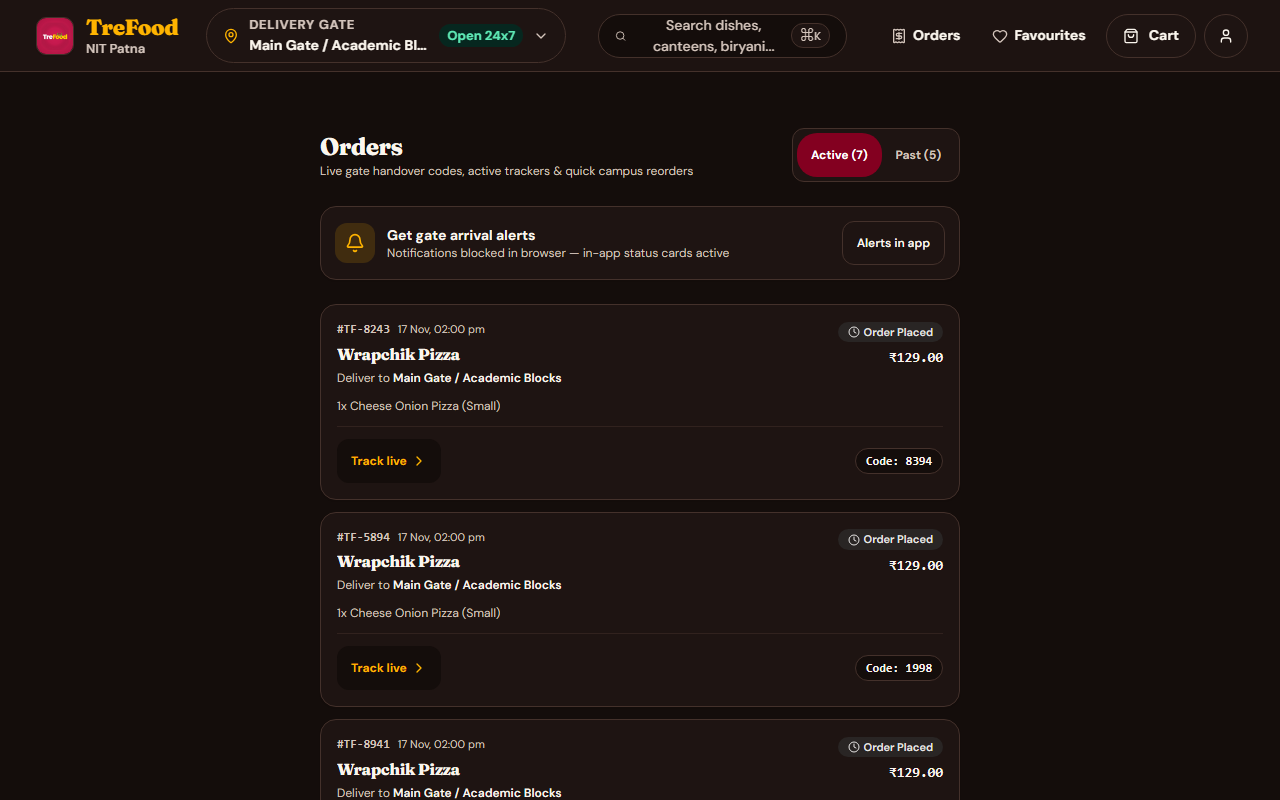 TreFood
TreFood
NIT Patna
DELIVERY GATE
Main Gate / Academic Bl...
Open 24x7
Search dishes,
canteens, biryani...
⌘K
Orders
Favourites
Cart
Orders
Live gate handover codes, active trackers & quick campus reorders
Active (7)
Past (5)
Get gate arrival alerts
Notifications blocked in browser — in-app status cards active
Alerts in app
#TF-8243 17 Nov, 02:00 pm
Order Placed
Wrapchik Pizza
₹129.00
Deliver to Main Gate / Academic Blocks
1x Cheese Onion Pizza (Small)
Track live
Code: 8394
#TF-5894 17 Nov, 02:00 pm
Order Placed
Wrapchik Pizza
₹129.00
Deliver to Main Gate / Academic Blocks
1x Cheese Onion Pizza (Small)
Track live
Code: 1998
#TF-8941 17 Nov, 02:00 pm
Order Placed
Wrapchik Pizza
₹129.00
Deliver to Main Gate / Academic Blocks